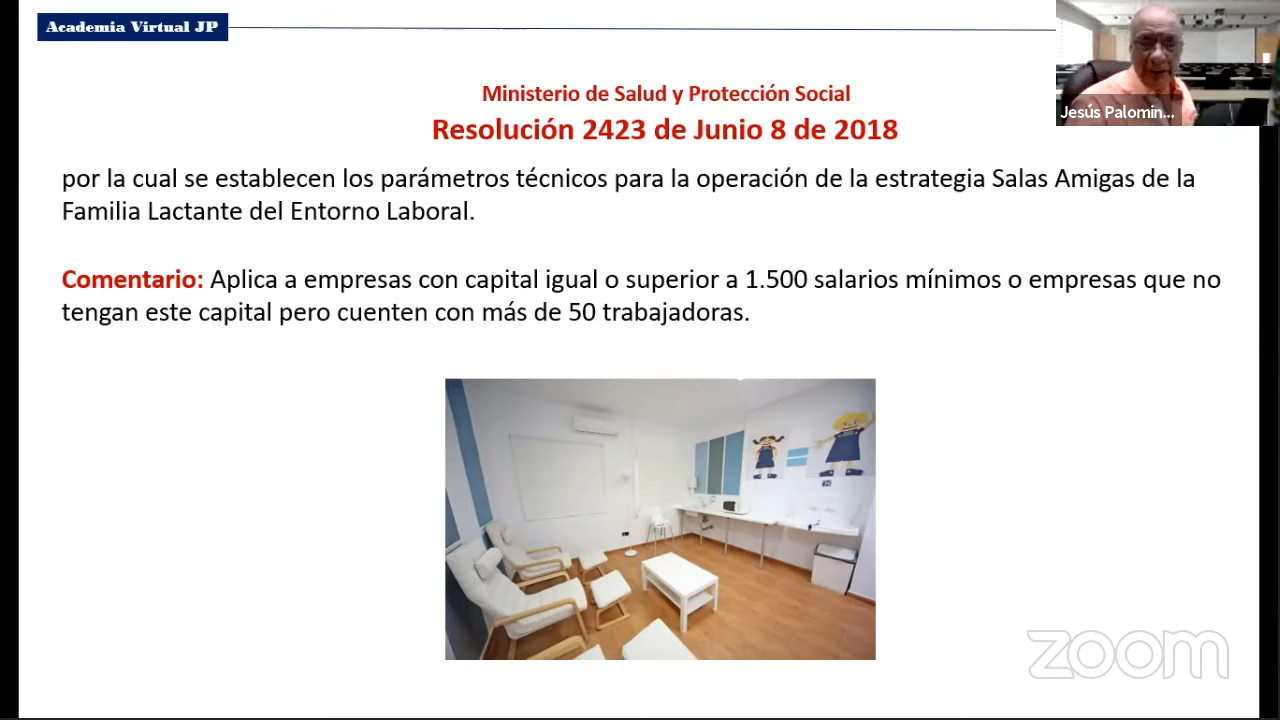 Academia Virtual JP
Jesús Palomin...
Ministerio de Salud y Protección Social
Resolución 2423 de Junio 8 de 2018
por la cual se establecen los parámetros técnicos para la operación de la estrategia Salas Amigas de la
Familia Lactante del Entorno Laboral.
Comentario: Aplica a empresas con capital igual o superior a 1.500 salarios mínimos o empresas que no
tengan este capital pero cuenten con más de 50 trabajadoras.
zoom